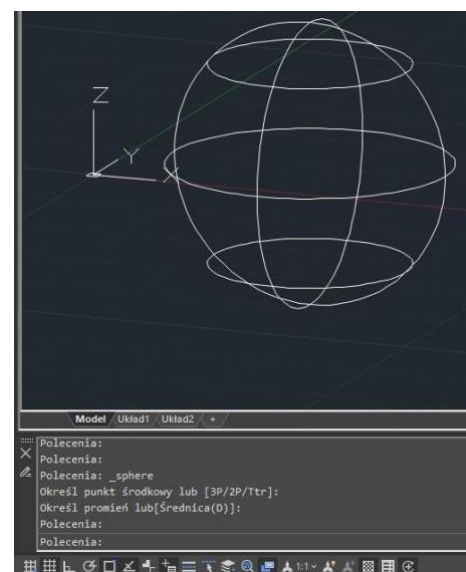 Z
Y
X
Model Układ1 Układ2 +
Polecenia:
Polecenia:
Polecenia: _sphere
Określ punkt środkowy lub [3P/2P/Ttr]:
Określ promień lub[Średnica(D)]:
Polecenia:
Polecenia:
1:1